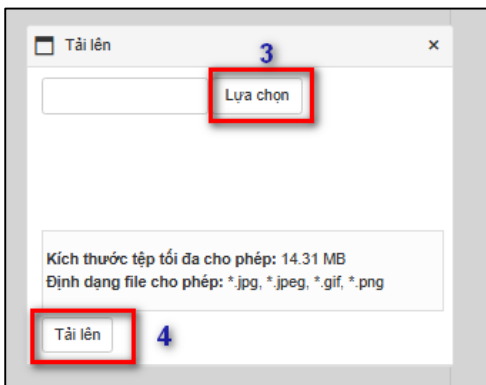 Tải lên
3
Lựa chọn
Kích thước tệp tối đa cho phép: 14.31 MB
Định dạng file cho phép: *.jpg, *.jpeg, *.gif, *.png
Tải lên
4